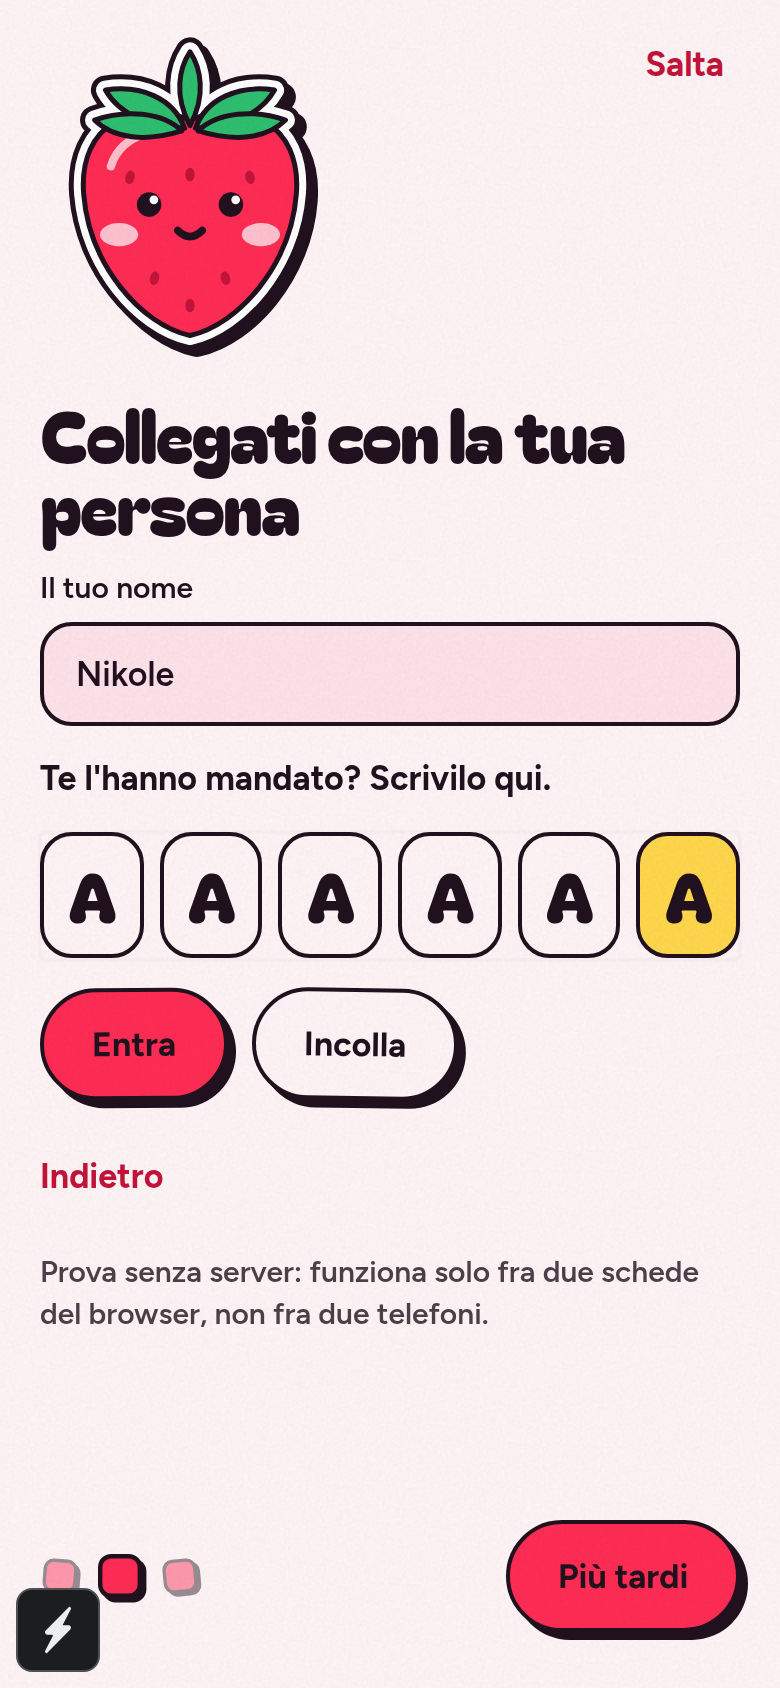 Salta
Collegati con la tua
persona
Il tuo nome
Nikole
Te l'hanno mandato? Scrivilo qui.
A A A A A A
Entra Incolla
Indietro
Prova senza server: funziona solo fra due schede
del browser, non fra due telefoni.
Più tardi